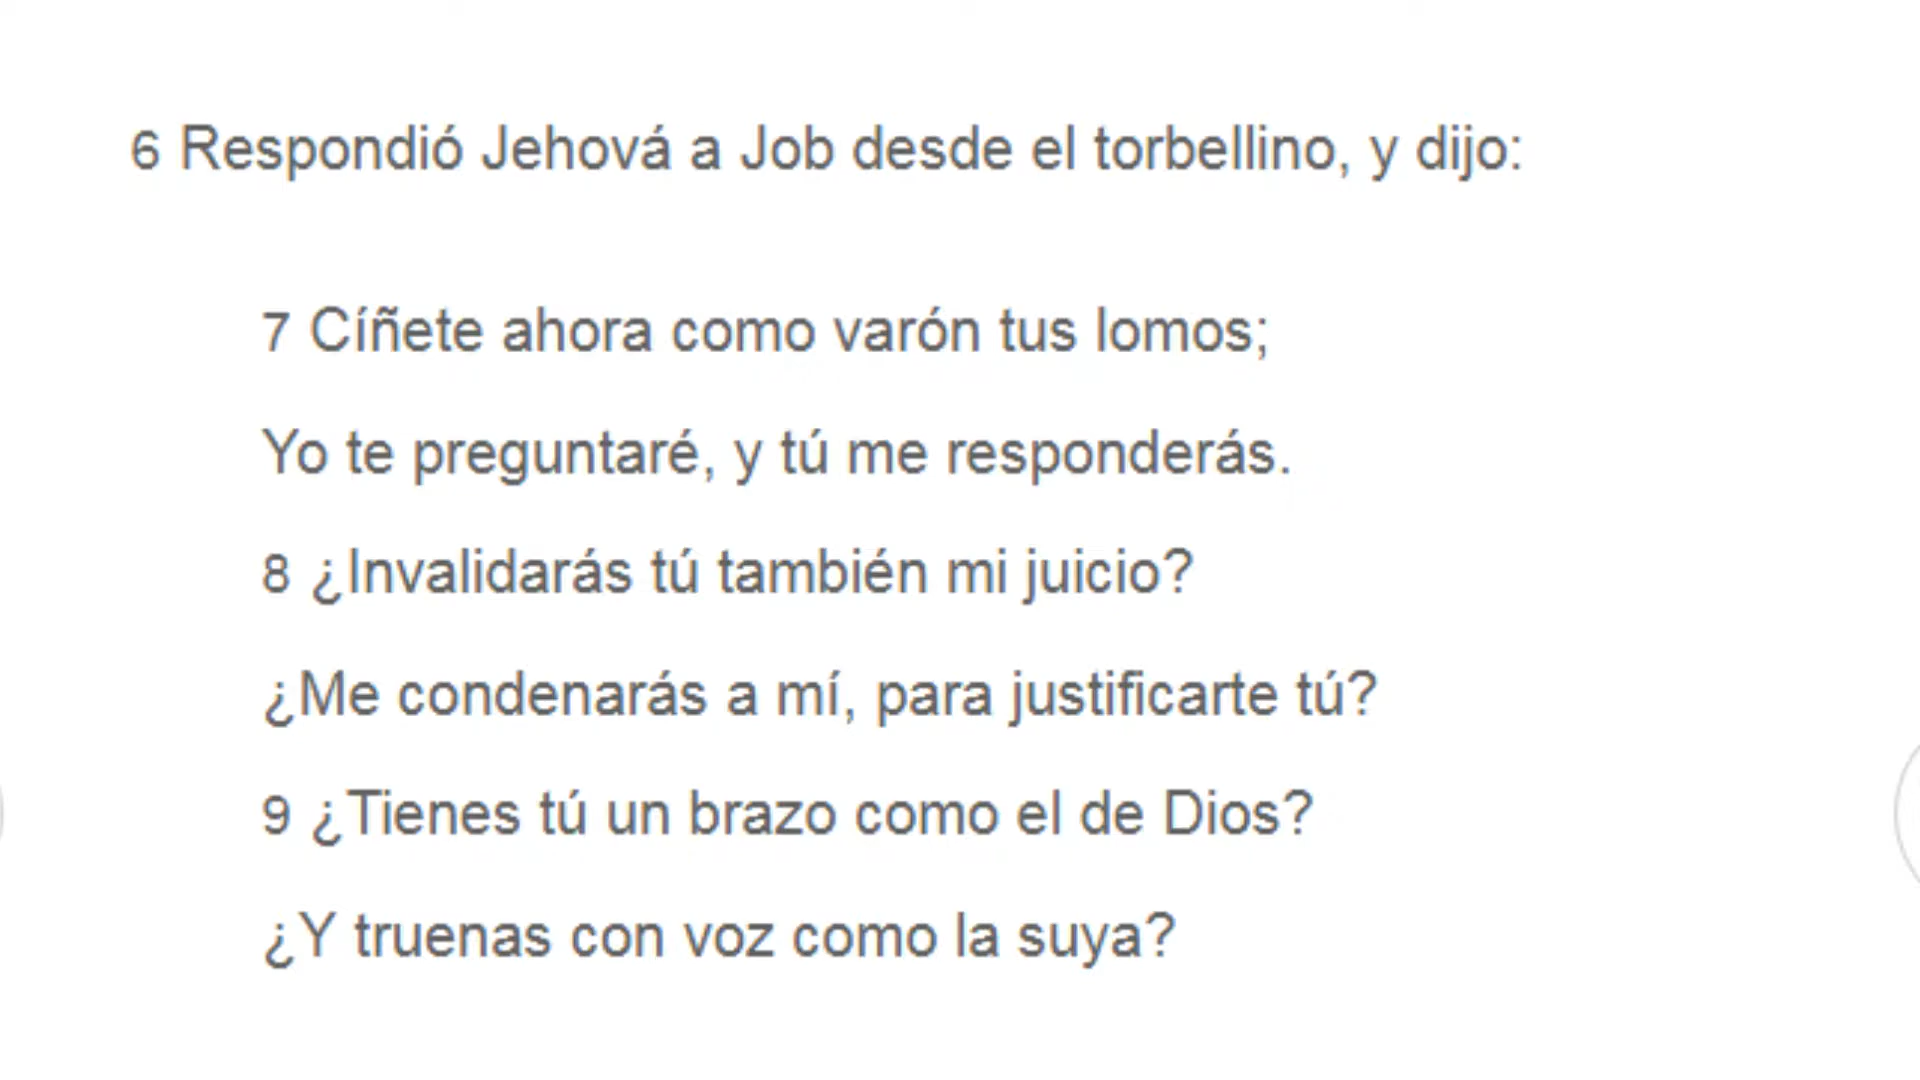 6 Respondió Jehová a Job desde el torbellino, y dijo:
7 Cíñete ahora como varón tus lomos;
Yo te preguntaré, y tú me responderás.
8 ¿Invalidarás tú también mi juicio?
¿Me condenarás a mí, para justificarte tú?
9 ¿Tienes tú un brazo como el de Dios?
¿Y truenas con voz como la suya?